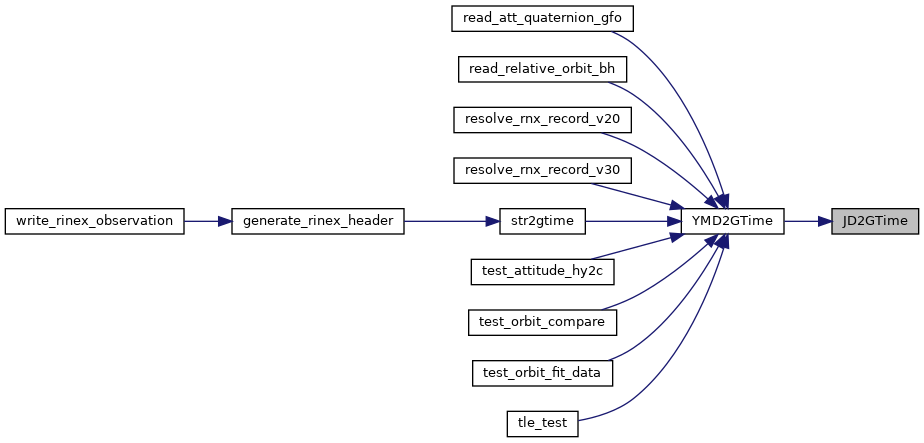 read_att_quaternion_gfo
read_relative_orbit_bh
resolve_rnx_record_v20
resolve_rnx_record_v30
write_rinex_observation
generate_rinex_header
str2gtime
YMD2GTime
JD2GTime
test_attitude_hy2c
test_orbit_compare
test_orbit_fit_data
tle_test